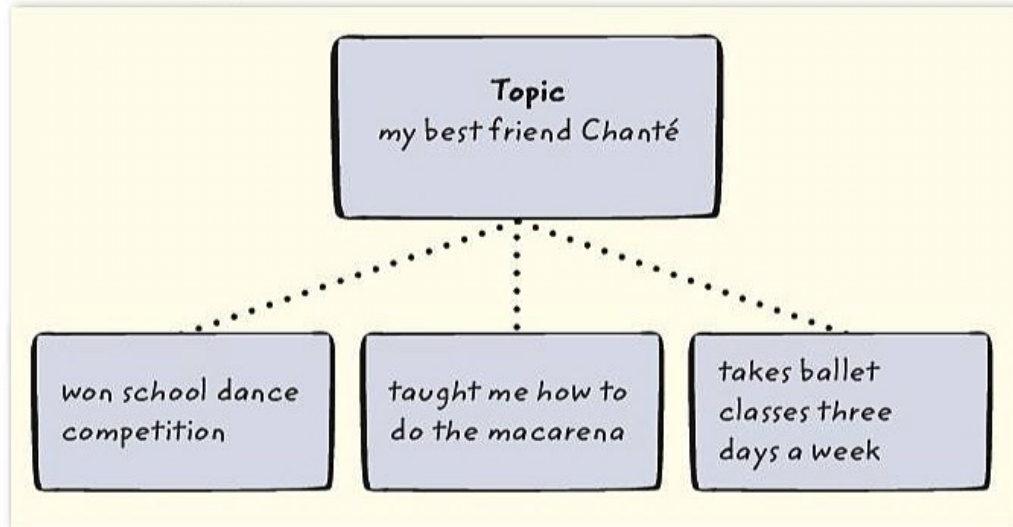 Topic
my best friend Chanté
won school dance
competition
taught me how to
do the macarena
takes ballet
classes three
days a week